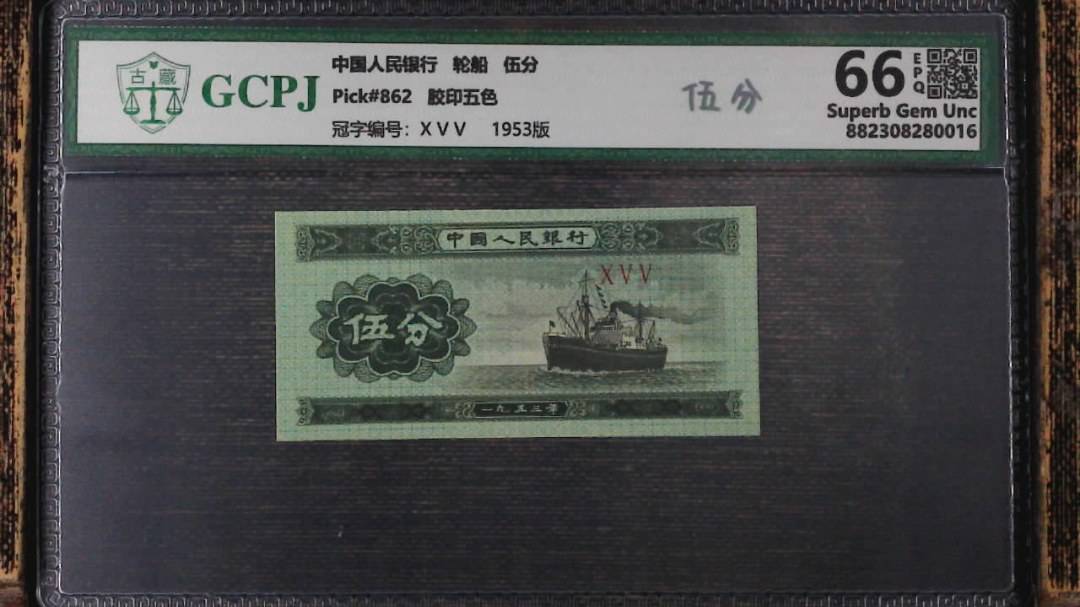 古藏
GCPJ
中国人民银行 轮船 伍分
Pick#862 胶印五色
冠字编号：X V V 1953版
伍分
66 EPQ
Superb Gem Unc
882308280016
中國人民銀行
X V V
伍分
一九五三年